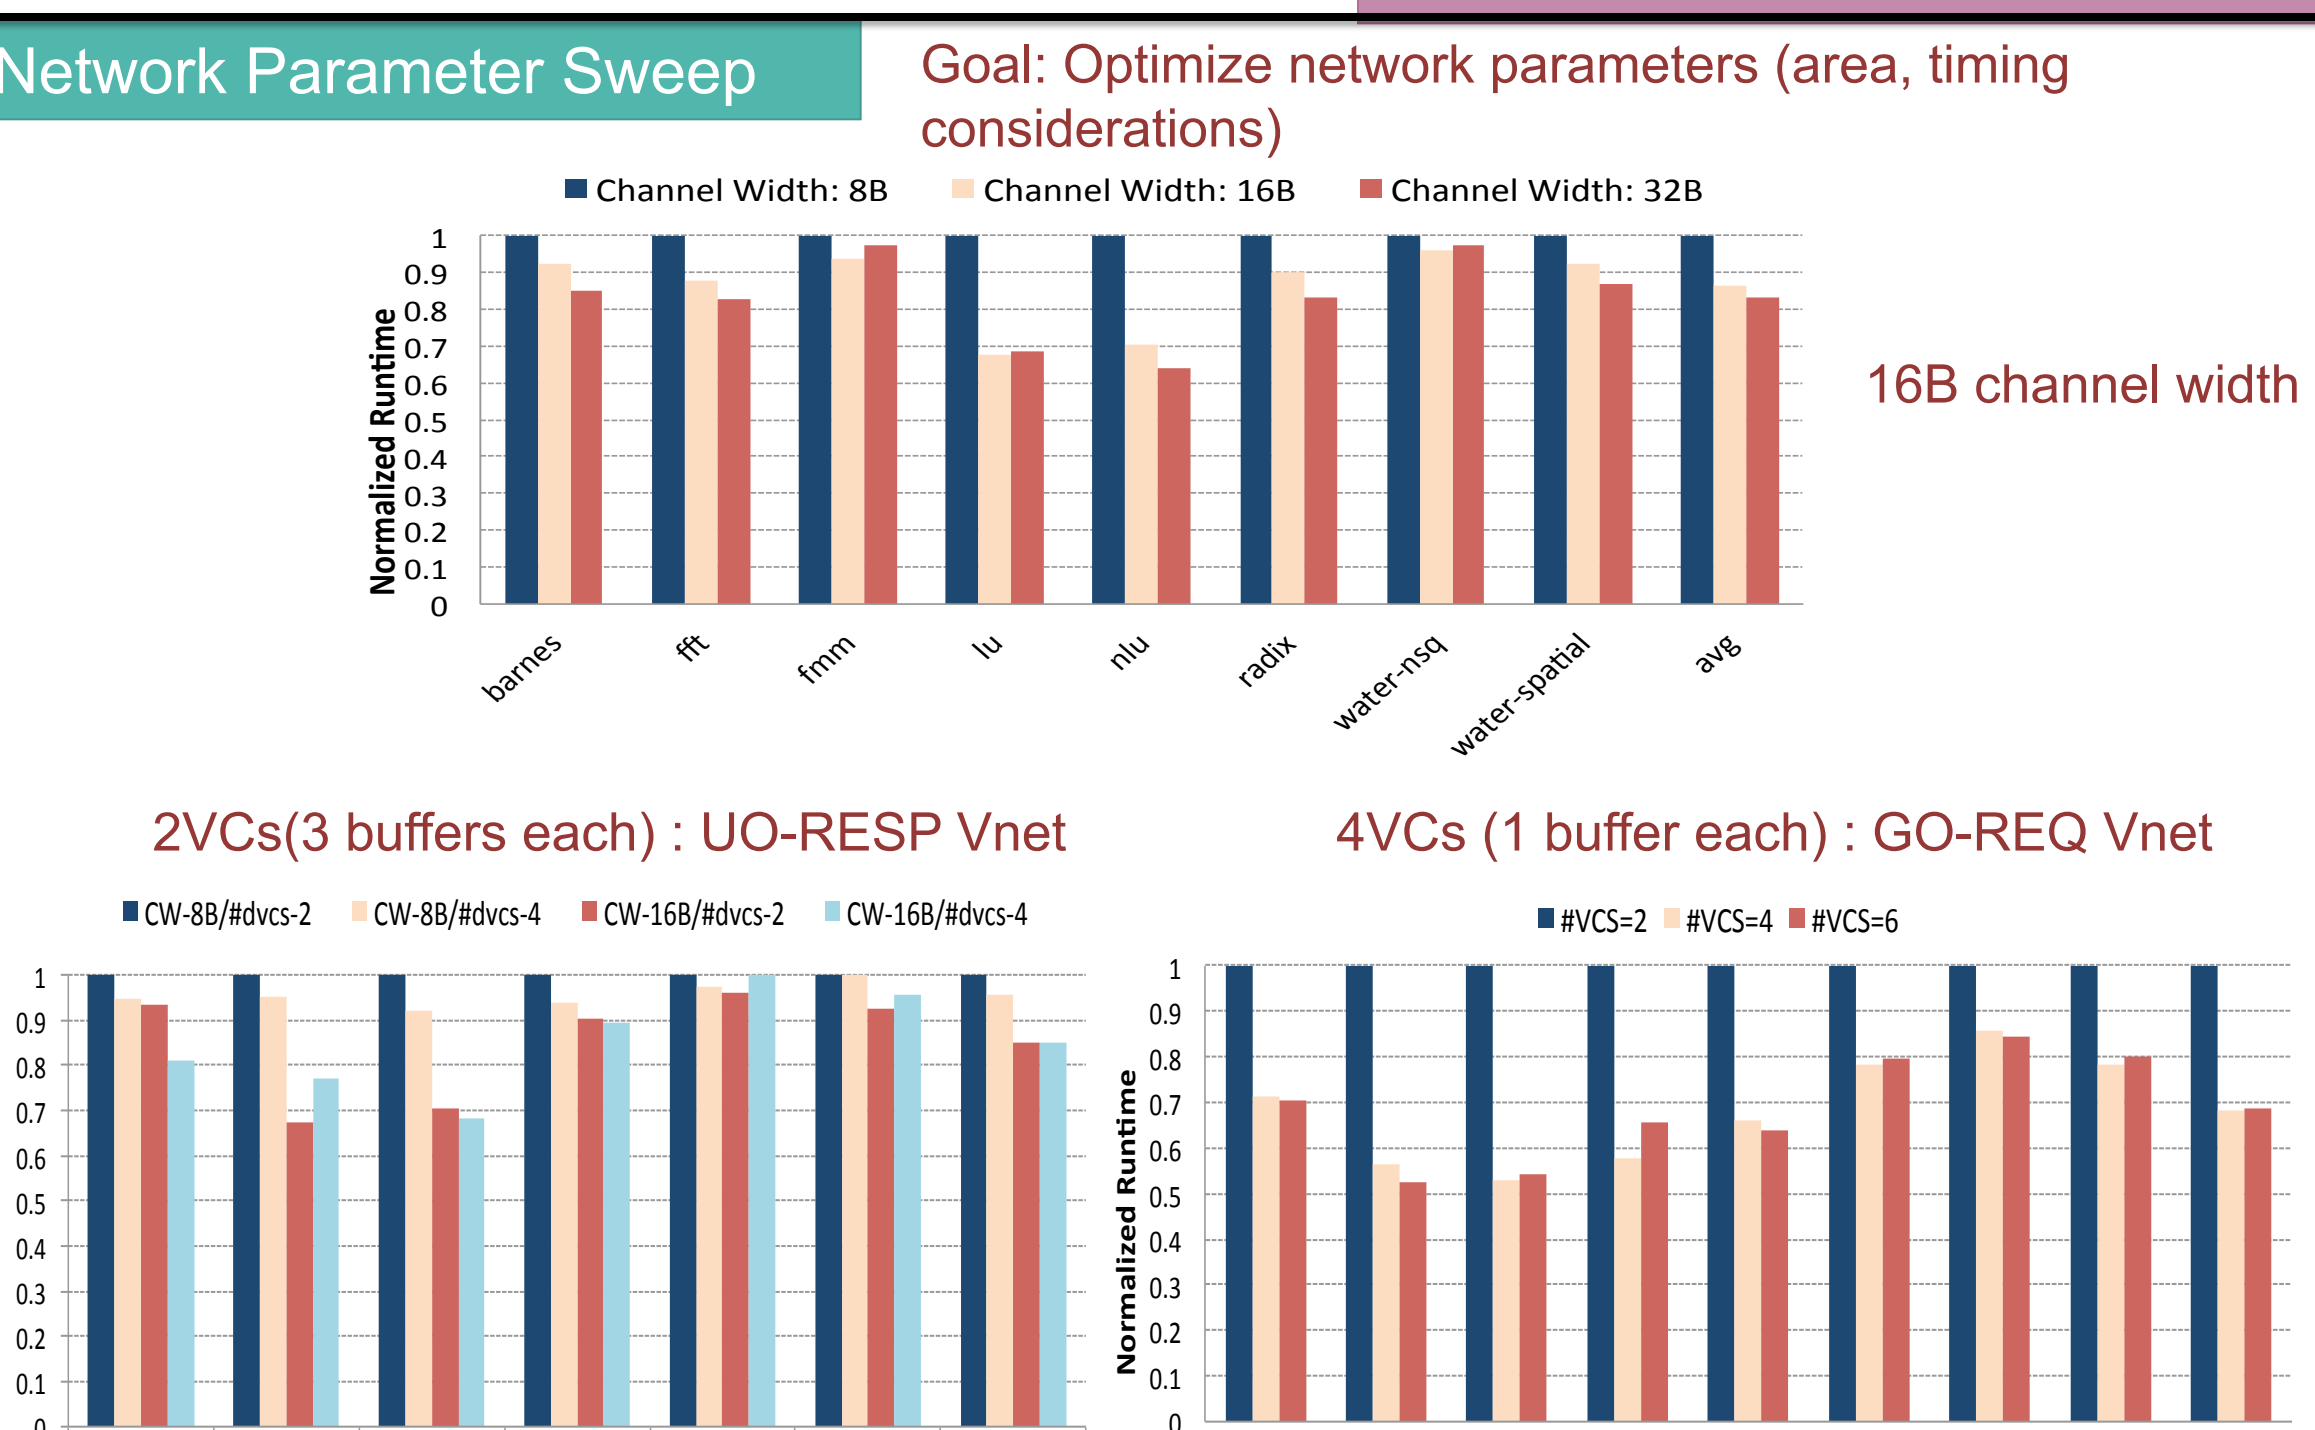 Network Parameter Sweep
Goal: Optimize network parameters (area, timing
considerations)
Channel Width: 8B Channel Width: 16B Channel Width: 32B
Normalized Runtime
1
0.9
0.8
0.7
0.6
0.5
0.4
0.3
0.2
0.1
0
barnes
fft
fmm
lu
nlu
radix
water-nsq
water-spatial
avg
16B channel width
2VCs(3 buffers each) : UO-RESP Vnet
CW-8B/#dvcs-2 CW-8B/#dvcs-4 CW-16B/#dvcs-2 CW-16B/#dvcs-4
1
0.9
0.8
0.7
0.6
0.5
0.4
0.3
0.2
0.1
0
4VCs (1 buffer each) : GO-REQ Vnet
#VCS=2 #VCS=4 #VCS=6
Normalized Runtime
1
0.9
0.8
0.7
0.6
0.5
0.4
0.3
0.2
0.1
0